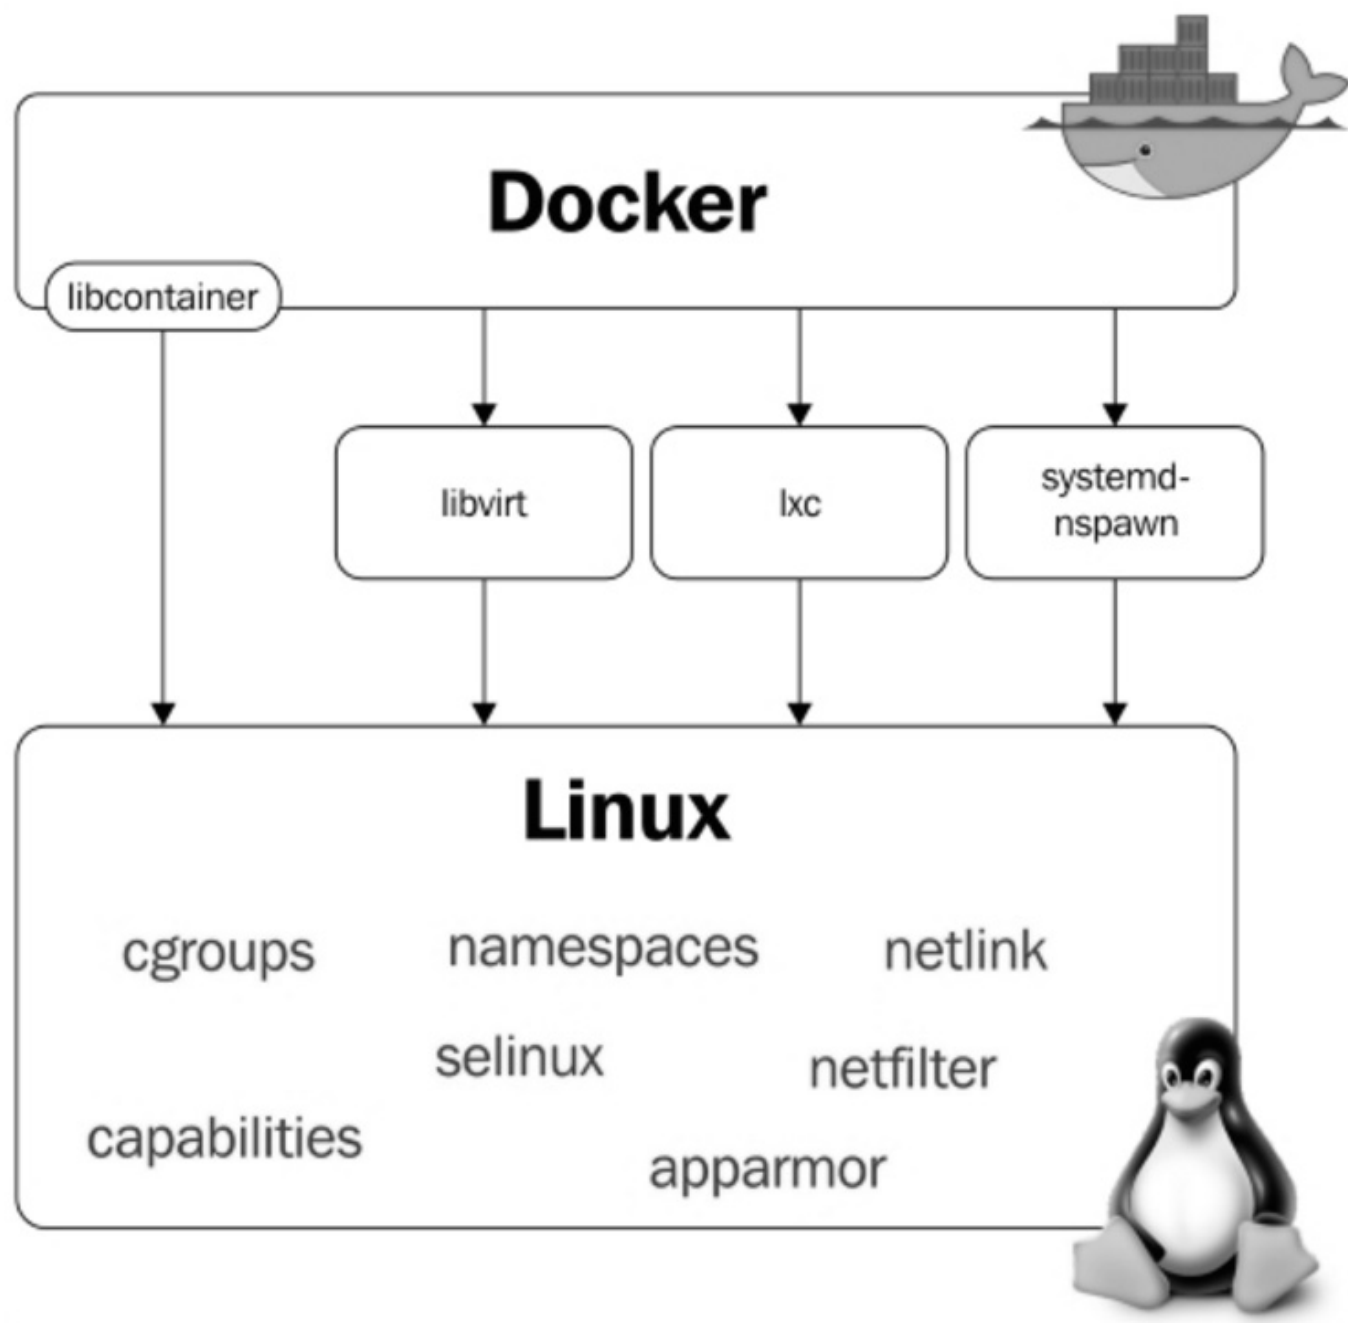 Docker
libcontainer
libvirt
lxc
systemd-
nspawn
Linux
cgroups
namespaces
netlink
selinux
netfilter
capabilities
apparmor